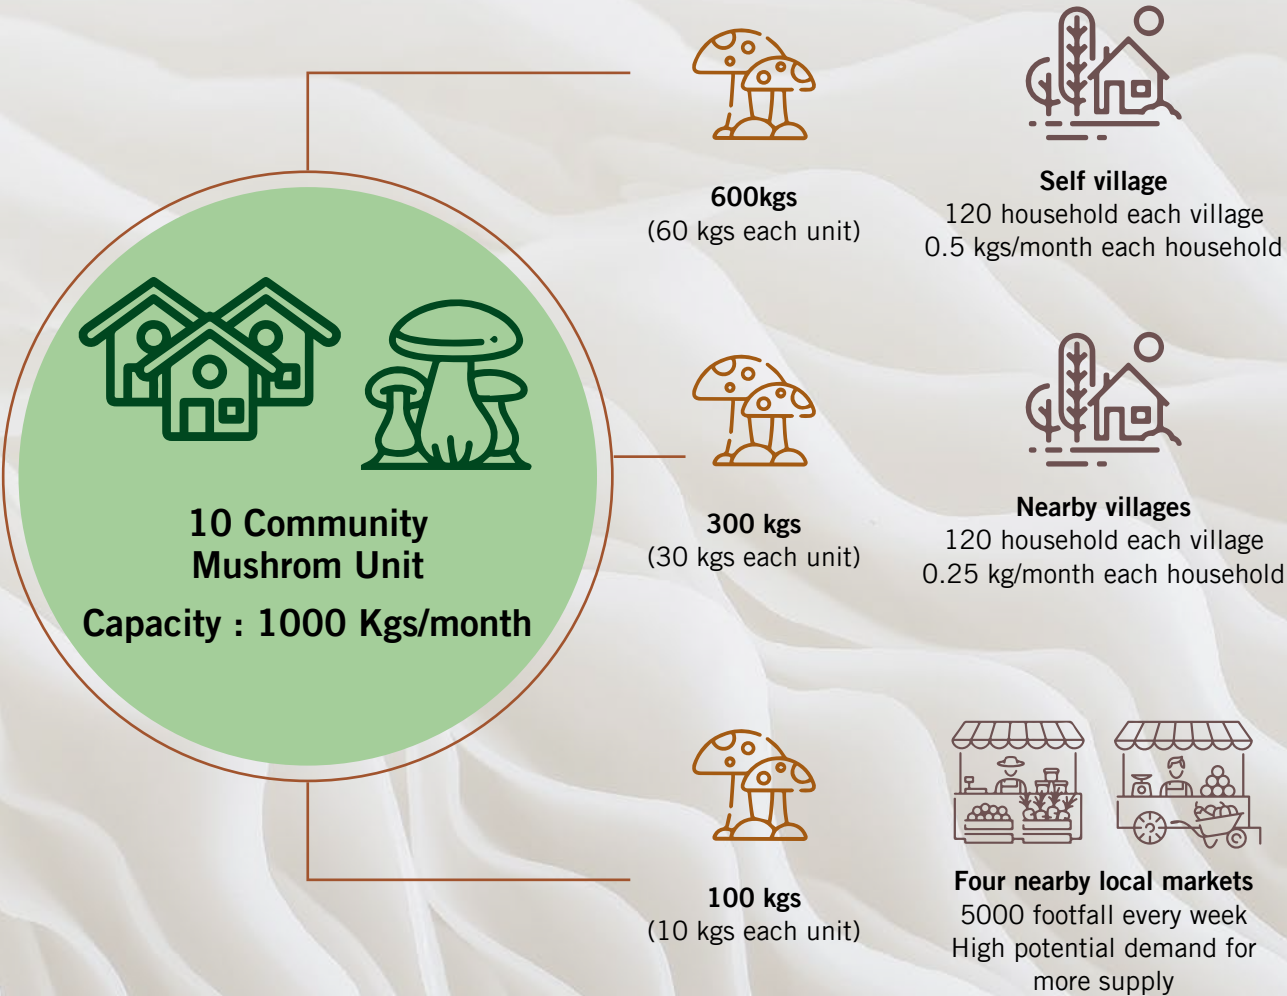 10 Community
Mushrom Unit
Capacity : 1000 Kgs/month
600kgs
(60 kgs each unit)
Self village
120 household each village
0.5 kgs/month each household
300 kgs
(30 kgs each unit)
Nearby villages
120 household each village
0.25 kg/month each household
100 kgs
(10 kgs each unit)
Four nearby local markets
5000 footfall every week
High potential demand for
more supply